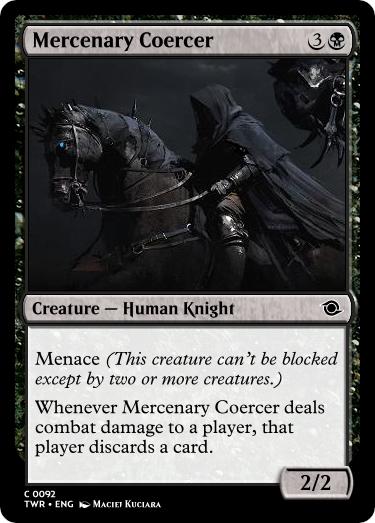 Mercenary Coercer 3
Creature — Human Knight
Menace (This creature can't be blocked
except by two or more creatures.)
Whenever Mercenary Coercer deals
combat damage to a player, that
player discards a card.
2/2
C 0092
TWR • ENG Maciej Kuciara